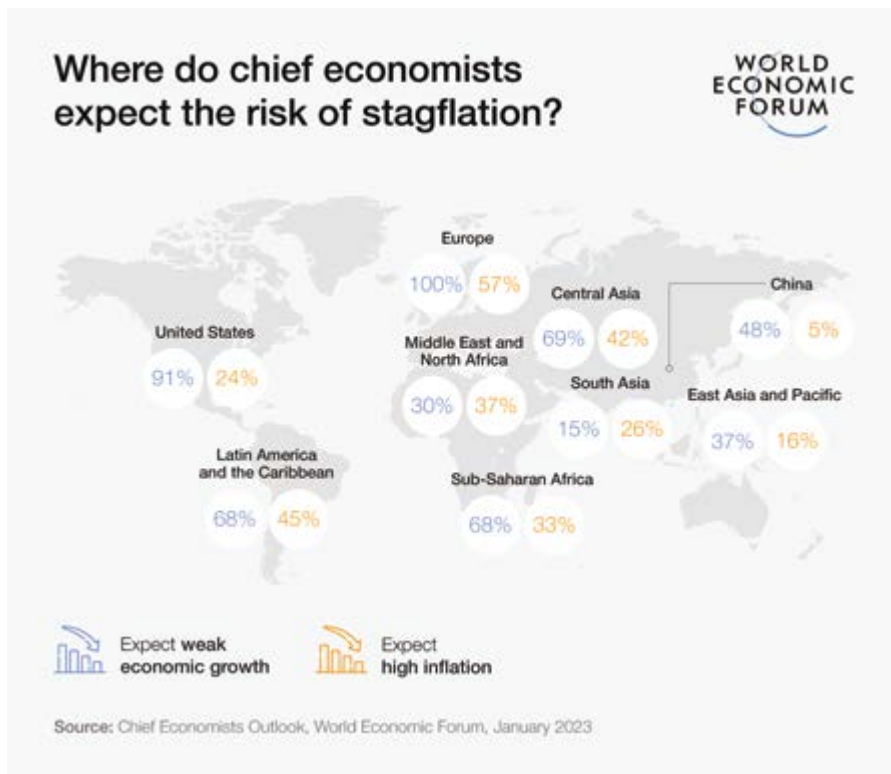 Where do chief economists
expect the risk of stagflation?
WORLD
ECONOMIC
FORUM
Europe
100% 57%
Central Asia
69% 42%
China
48% 5%
United States
91% 24%
Middle East and
North Africa
30% 37%
South Asia
15% 26%
East Asia and Pacific
37% 16%
Latin America
and the Caribbean
68% 45%
Sub-Saharan Africa
68% 33%
Expect weak
economic growth
Expect
high inflation
Source: Chief Economists Outlook, World Economic Forum, January 2023